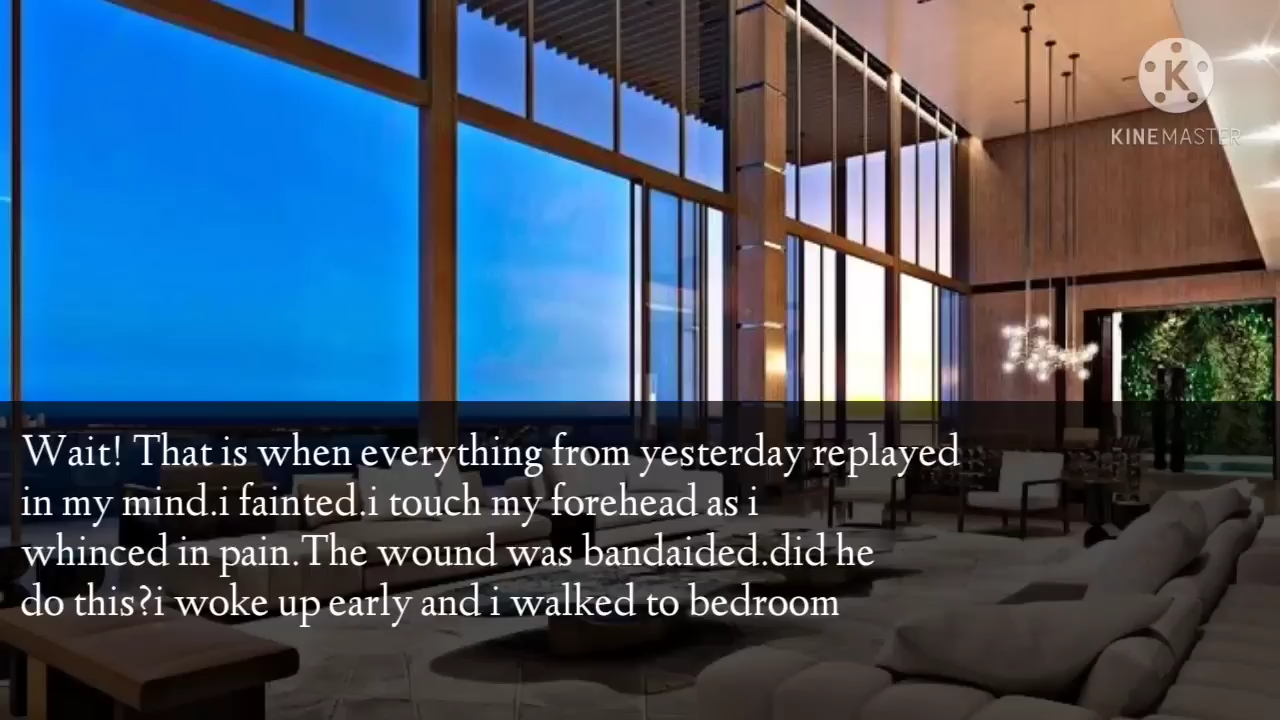 KINEMASTER
Wait! That is when everything from yesterday replayed
in my mind.i fainted.i touch my forehead as i
whinced in pain.The wound was bandaided.did he
do this?i woke up early and i walked to bedroom